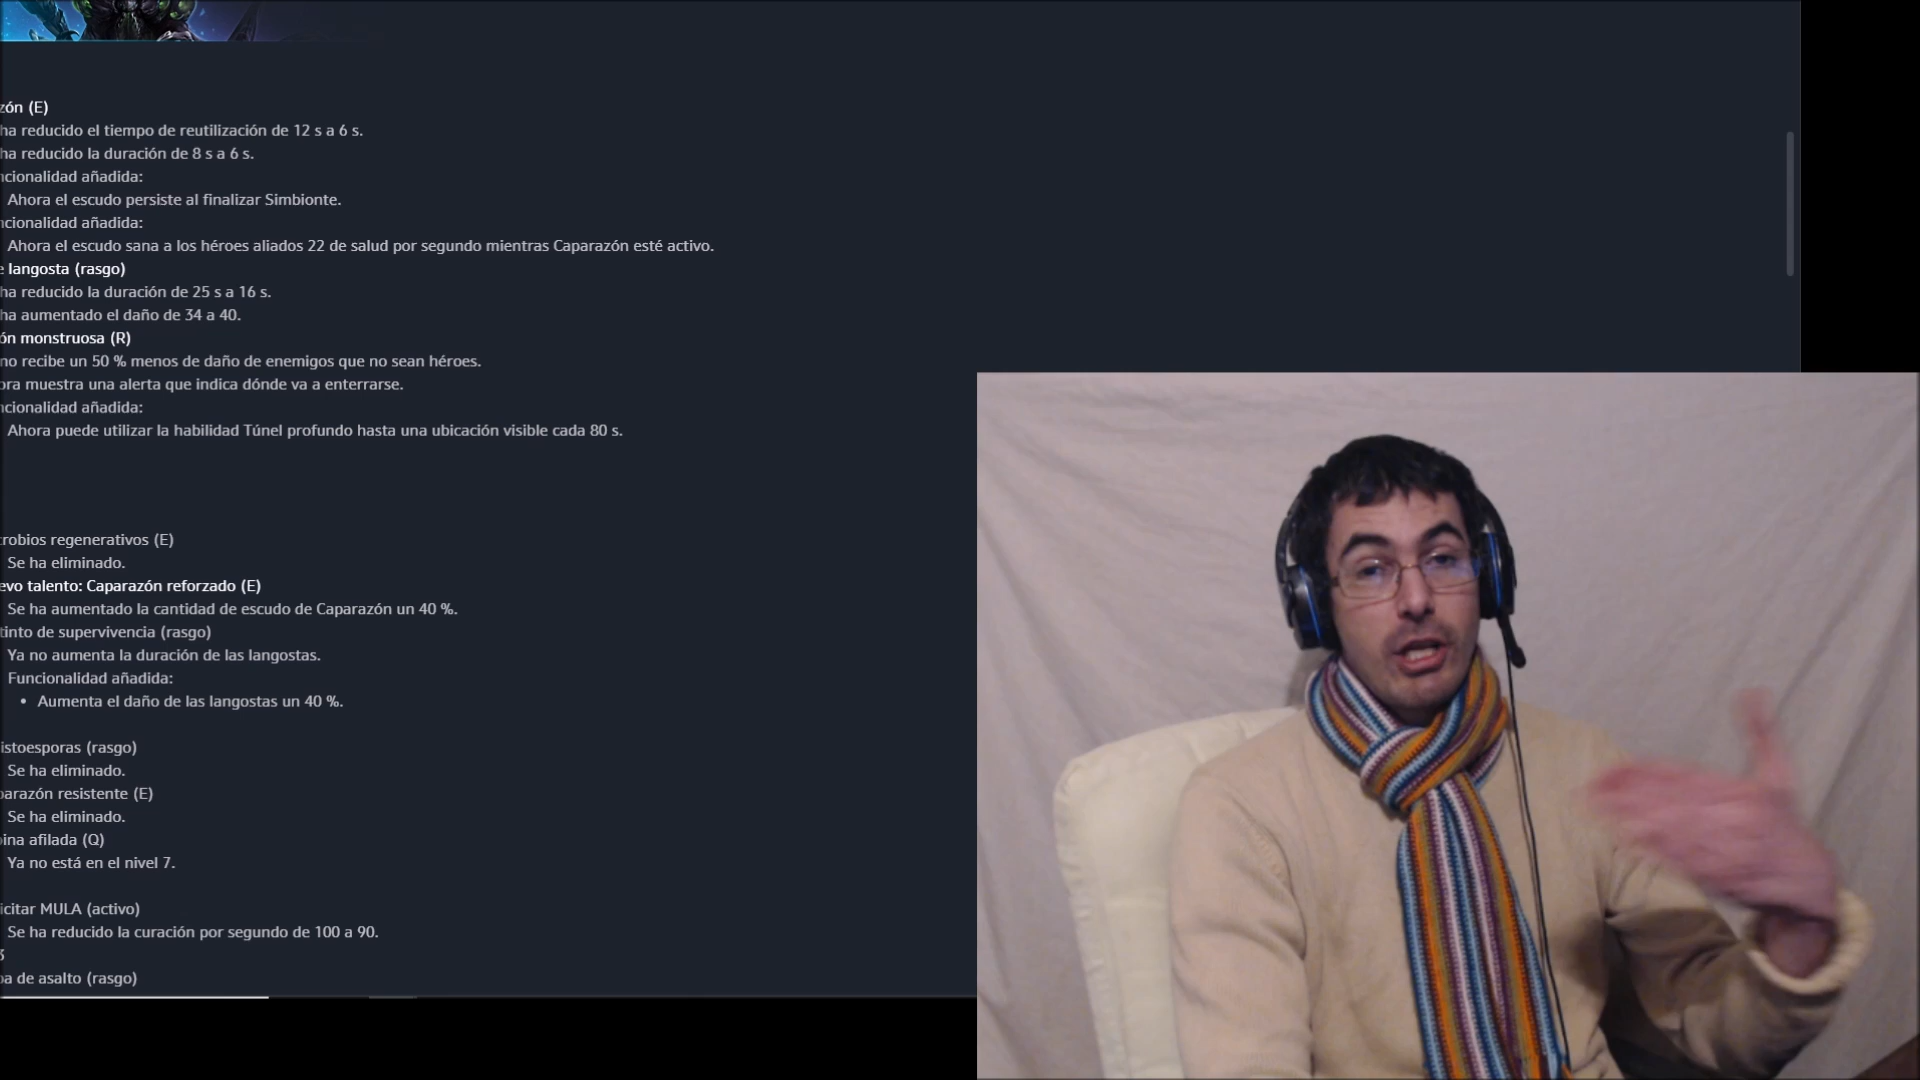 zón (E)
ha reducido el tiempo de reutilización de 12 s a 6 s.
ha reducido la duración de 8 s a 6 s.
ncionalidad añadida:
Ahora el escudo persiste al finalizar Simbionte.
ncionalidad añadida:
Ahora el escudo sana a los héroes aliados 22 de salud por segundo mientras Caparazón esté activo.
e langosta (rasgo)
ha reducido la duración de 25 s a 16 s.
ha aumentado el daño de 34 a 40.
ón monstruosa (R)
no recibe un 50 % menos de daño de enemigos que no sean héroes.
ora muestra una alerta que indica dónde va a enterrarse.
ncionalidad añadida:
Ahora puede utilizar la habilidad Túnel profundo hasta una ubicación visible cada 80 s.
crobios regenerativos (E)
Se ha eliminado.
evo talento: Caparazón reforzado (E)
Se ha aumentado la cantidad de escudo de Caparazón un 40 %.
tinto de supervivencia (rasgo)
Ya no aumenta la duración de las langostas.
Funcionalidad añadida:
• Aumenta el daño de las langostas un 40 %.
istoesporas (rasgo)
Se ha eliminado.
parazón resistente (E)
Se ha eliminado.
pina afilada (Q)
Ya no está en el nivel 7.
icitar MULA (activo)
Se ha reducido la curación por segundo de 100 a 90.
3
pa de asalto (rasgo)